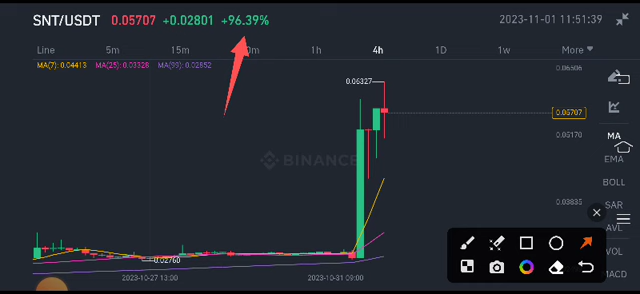 SNT/USDT 0.05707 +0.02801 +96.39% 2023-11-01 11:51:39
Line 5m 15m 1h 4h 1D 1w More
MA(7): 0.04413 MA(25): 0.03328 MA(99): 0.02852
0.06506
0.06327
0.05707
0.05170
MA
BINANCE
EMA
BOLL
0.03835
SAR
VOL
0.02760
MACD
2023-10-27 13:00 2023-10-31 09:00